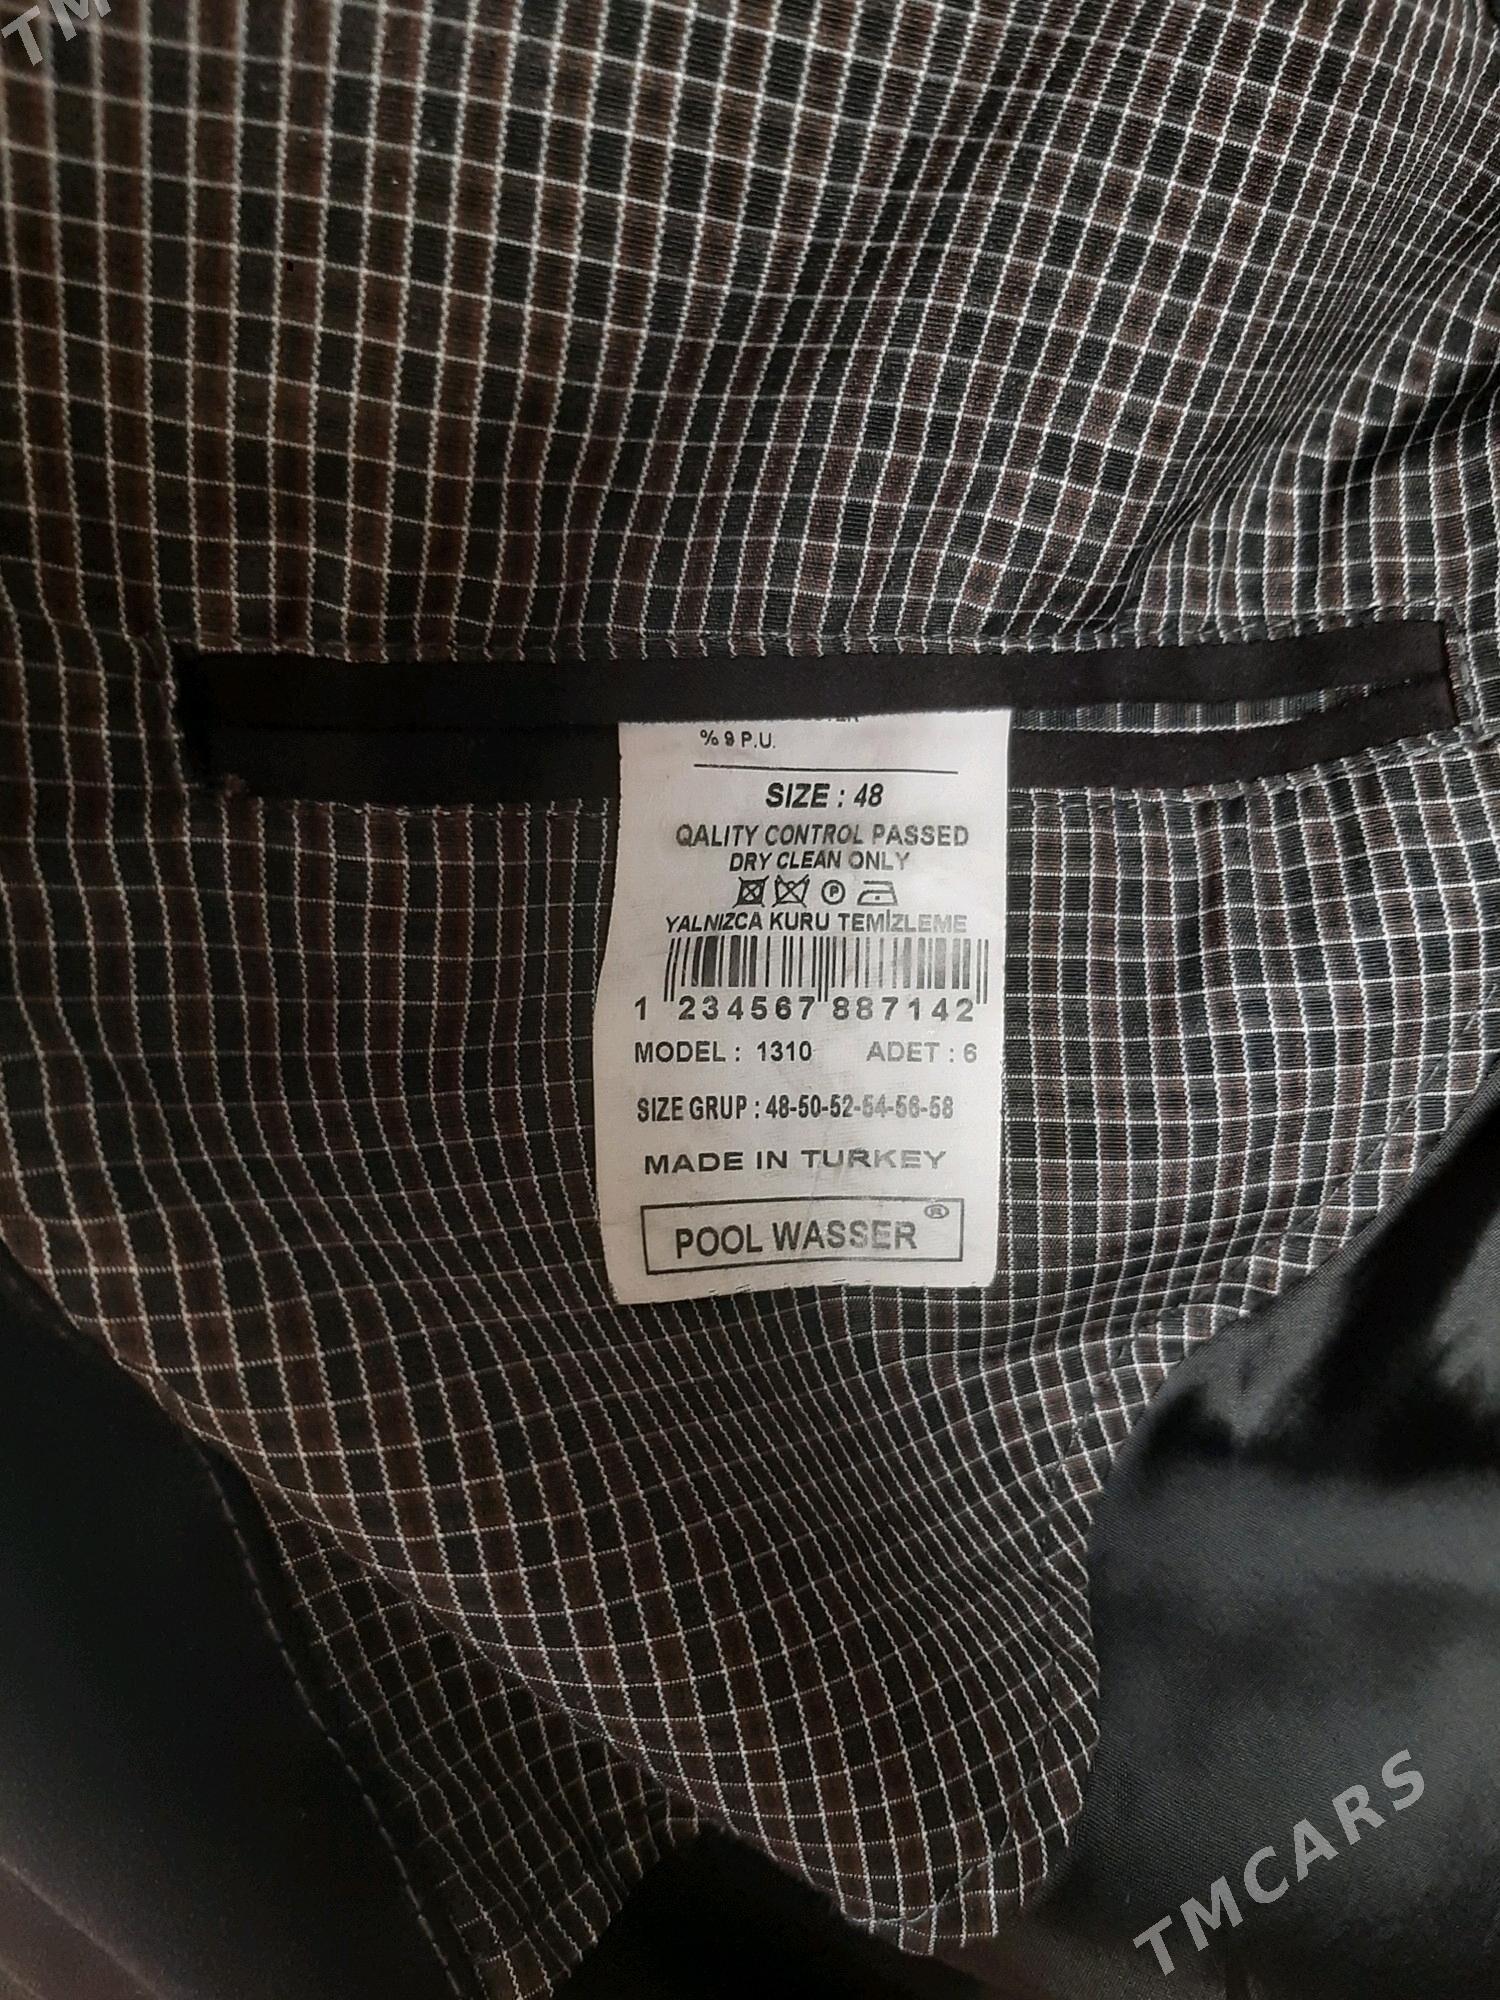 TM
% 9 P.U.
SIZE : 48
QALITY CONTROL PASSED
DRY CLEAN ONLY
P
YALNIZCA KURU TEMİZLEME
1 234567 887142
MODEL : 1310 ADET : 6
SIZE GRUP : 48-50-52-54-56-58
MADE IN TURKEY
POOL WASSER ®
TMCARS